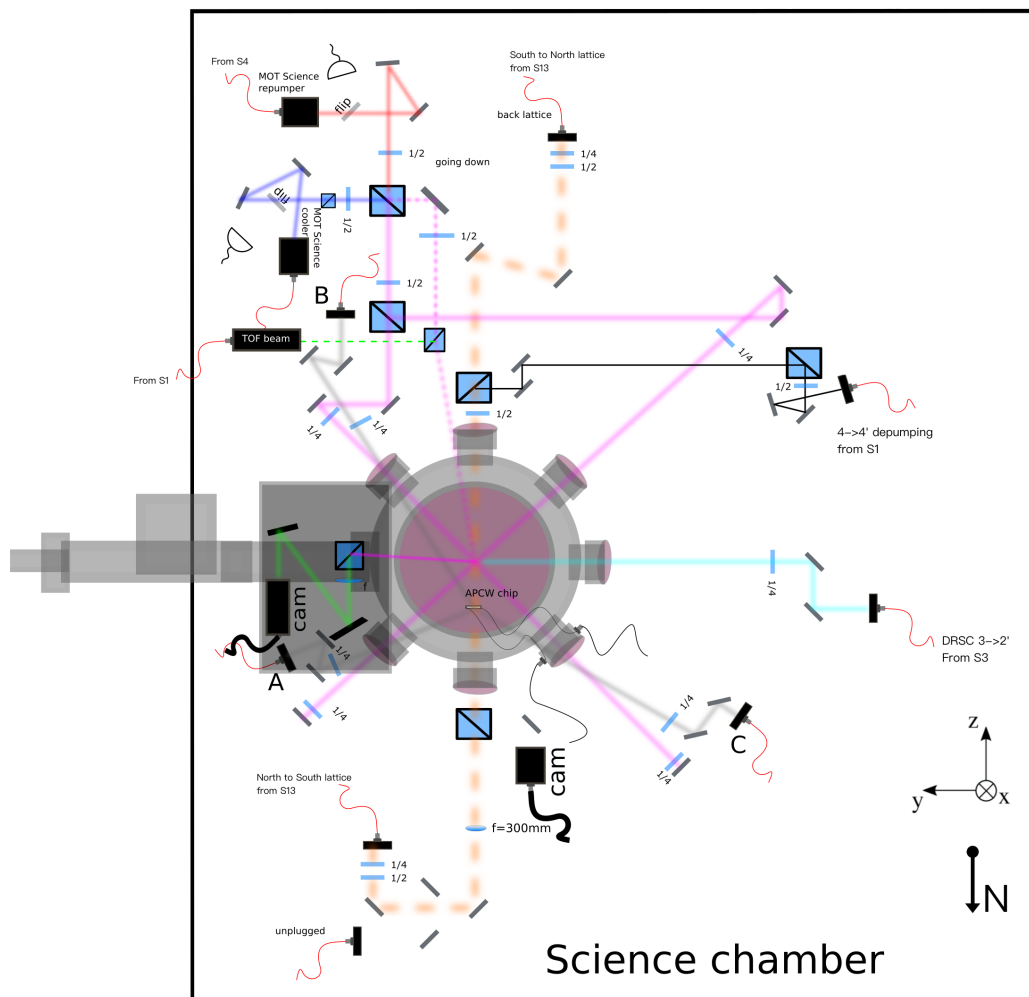 From S4
MOT Science
repumper
flip
South to North lattice
from S13
back lattice
1/4
1/2
1/2
going down
flip
MOT Science
cooler
1/2
1/2
B
1/2
TOF beam
From S1
1/4
1/2
1/2
4->4' depumping
from S1
1/4
1/4
f
APCW chip
1/4
cam
1/4
A
1/4
DRSC 3->2'
From S3
1/4
C
1/4
cam
z
y
x
N
North to South lattice
from S13
f=300mm
1/4
1/2
unplugged
Science chamber